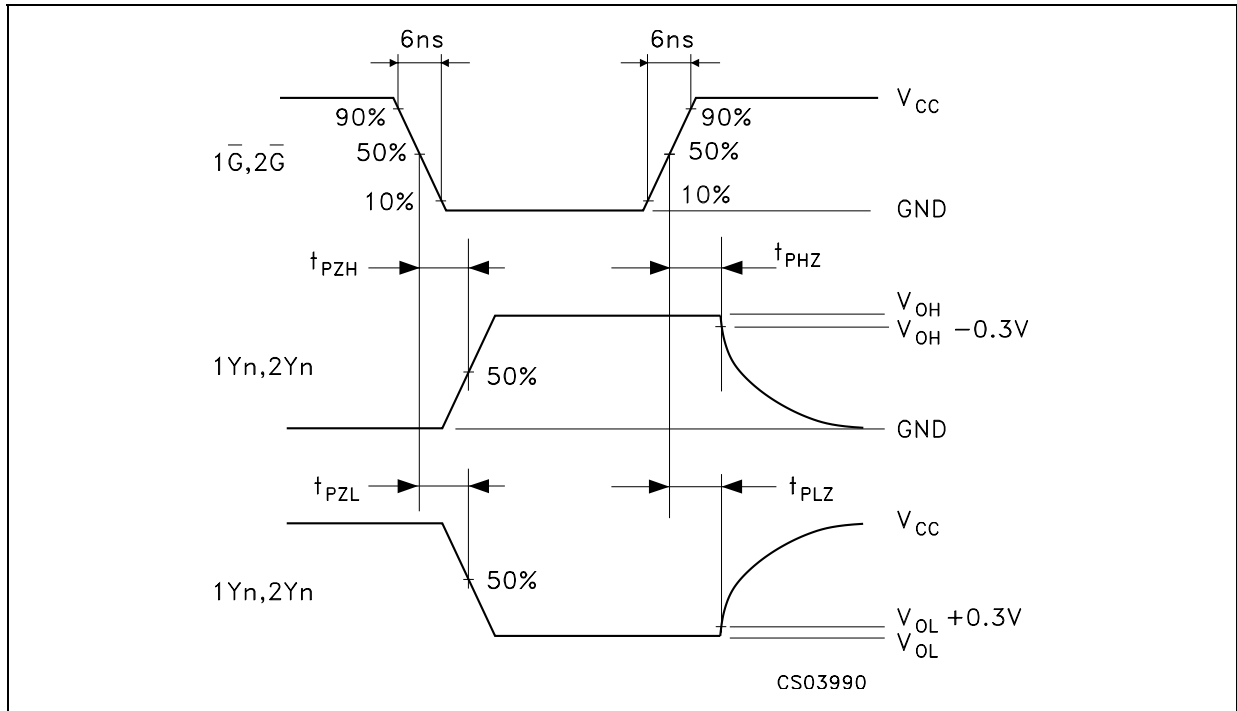 6ns 6ns
V_CC
90% 90%
50% 50%
1G̅,2G̅
10% 10%
GND
t_PZH t_PHZ
V_OH
V_OH −0.3V
1Yn,2Yn
50%
GND
t_PZL t_PLZ
V_CC
50%
1Yn,2Yn
V_OL +0.3V
V_OL
CS03990